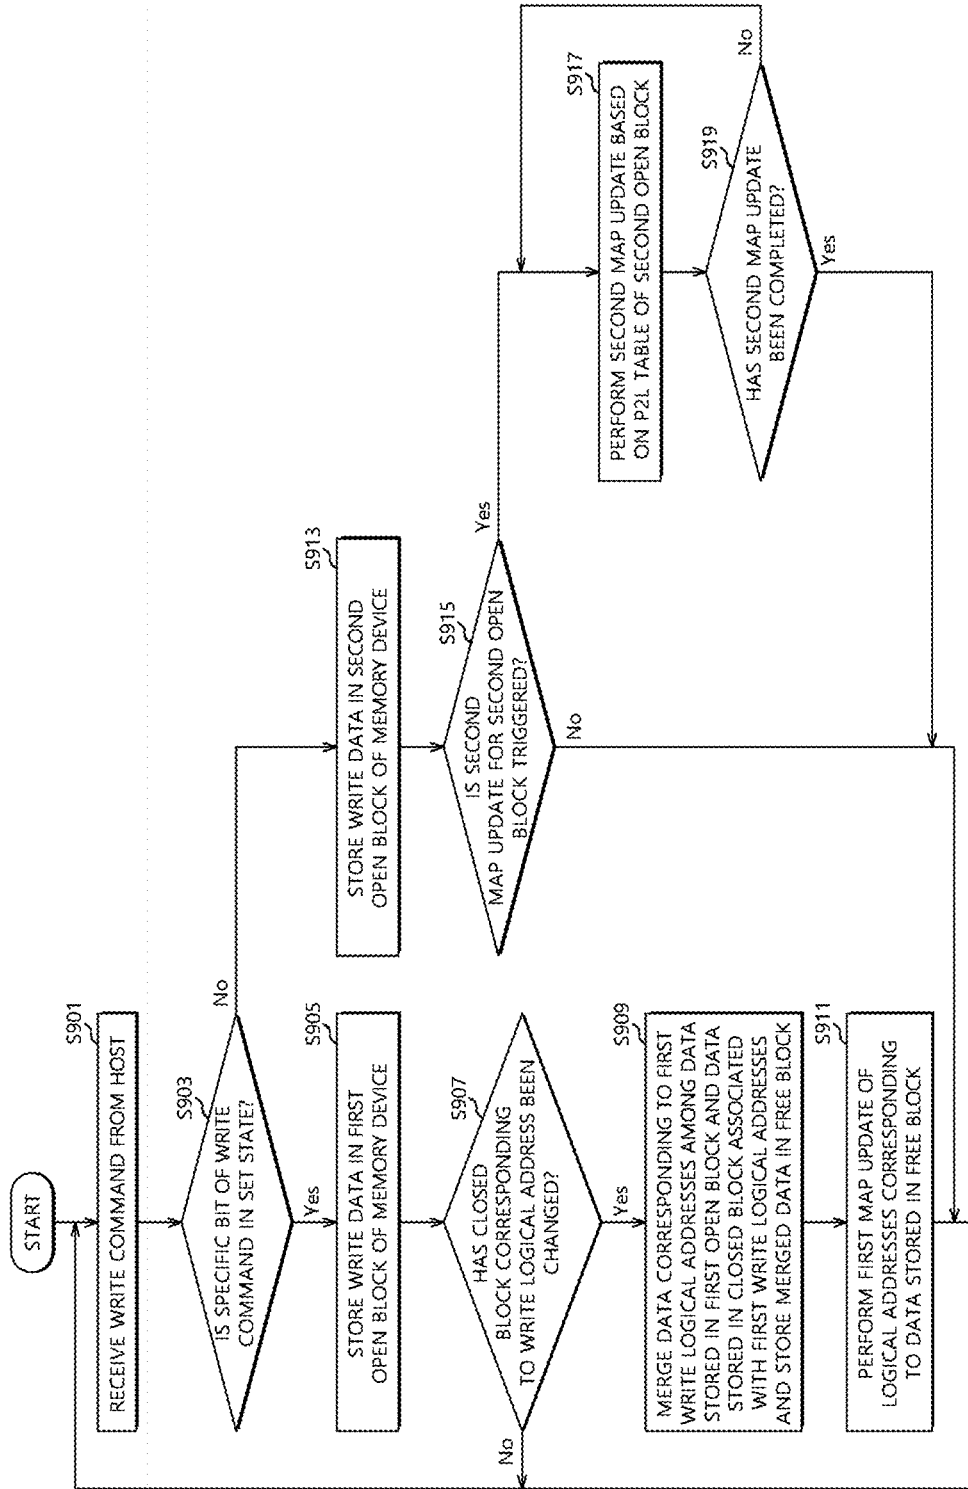 START
S901
RECEIVE WRITE COMMAND FROM HOST
S903
IS SPECIFIC BIT OF WRITE
COMMAND IN SET STATE?
No
Yes
S905
STORE WRITE DATA IN FIRST
OPEN BLOCK OF MEMORY DEVICE
S907
HAS CLOSED
BLOCK CORRESPONDING
TO WRITE LOGICAL ADDRESS BEEN
CHANGED?
No
Yes
S909
MERGE DATA CORRESPONDING TO FIRST
WRITE LOGICAL ADDRESSES AMONG DATA
STORED IN FIRST OPEN BLOCK AND DATA
STORED IN CLOSED BLOCK ASSOCIATED
WITH FIRST WRITE LOGICAL ADDRESSES
AND STORE MERGED DATA IN FREE BLOCK
S911
PERFORM FIRST MAP UPDATE OF
LOGICAL ADDRESSES CORRESPONDING
TO DATA STORED IN FREE BLOCK
S913
STORE WRITE DATA IN SECOND
OPEN BLOCK OF MEMORY DEVICE
S915
IS SECOND
MAP UPDATE FOR SECOND OPEN
BLOCK TRIGGERED?
Yes
No
S917
PERFORM SECOND MAP UPDATE BASED
ON P2L TABLE OF SECOND OPEN BLOCK
S919
HAS SECOND MAP UPDATE
BEEN COMPLETED?
No
Yes